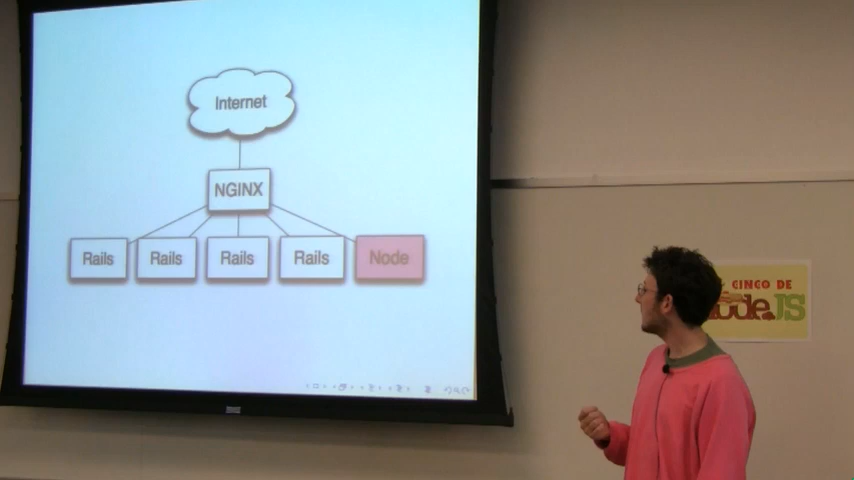 Internet
NGINX
Rails Rails Rails Rails Node
CINCO DE
NodeJS